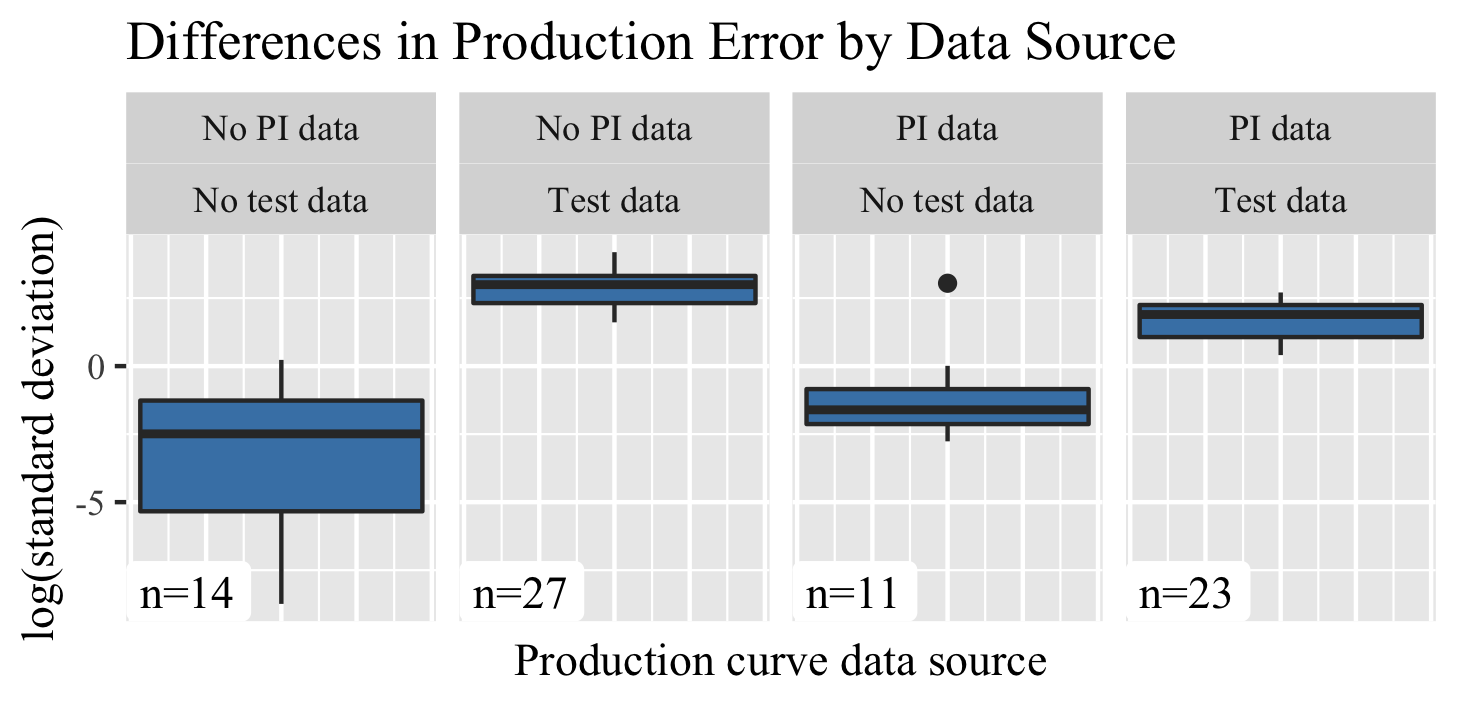 Differences in Production Error by Data Source
No PI data
No PI data
PI data
PI data
No test data
Test data
No test data
Test data
log(standard deviation)
0
-5
n=14
n=27
n=11
n=23
Production curve data source